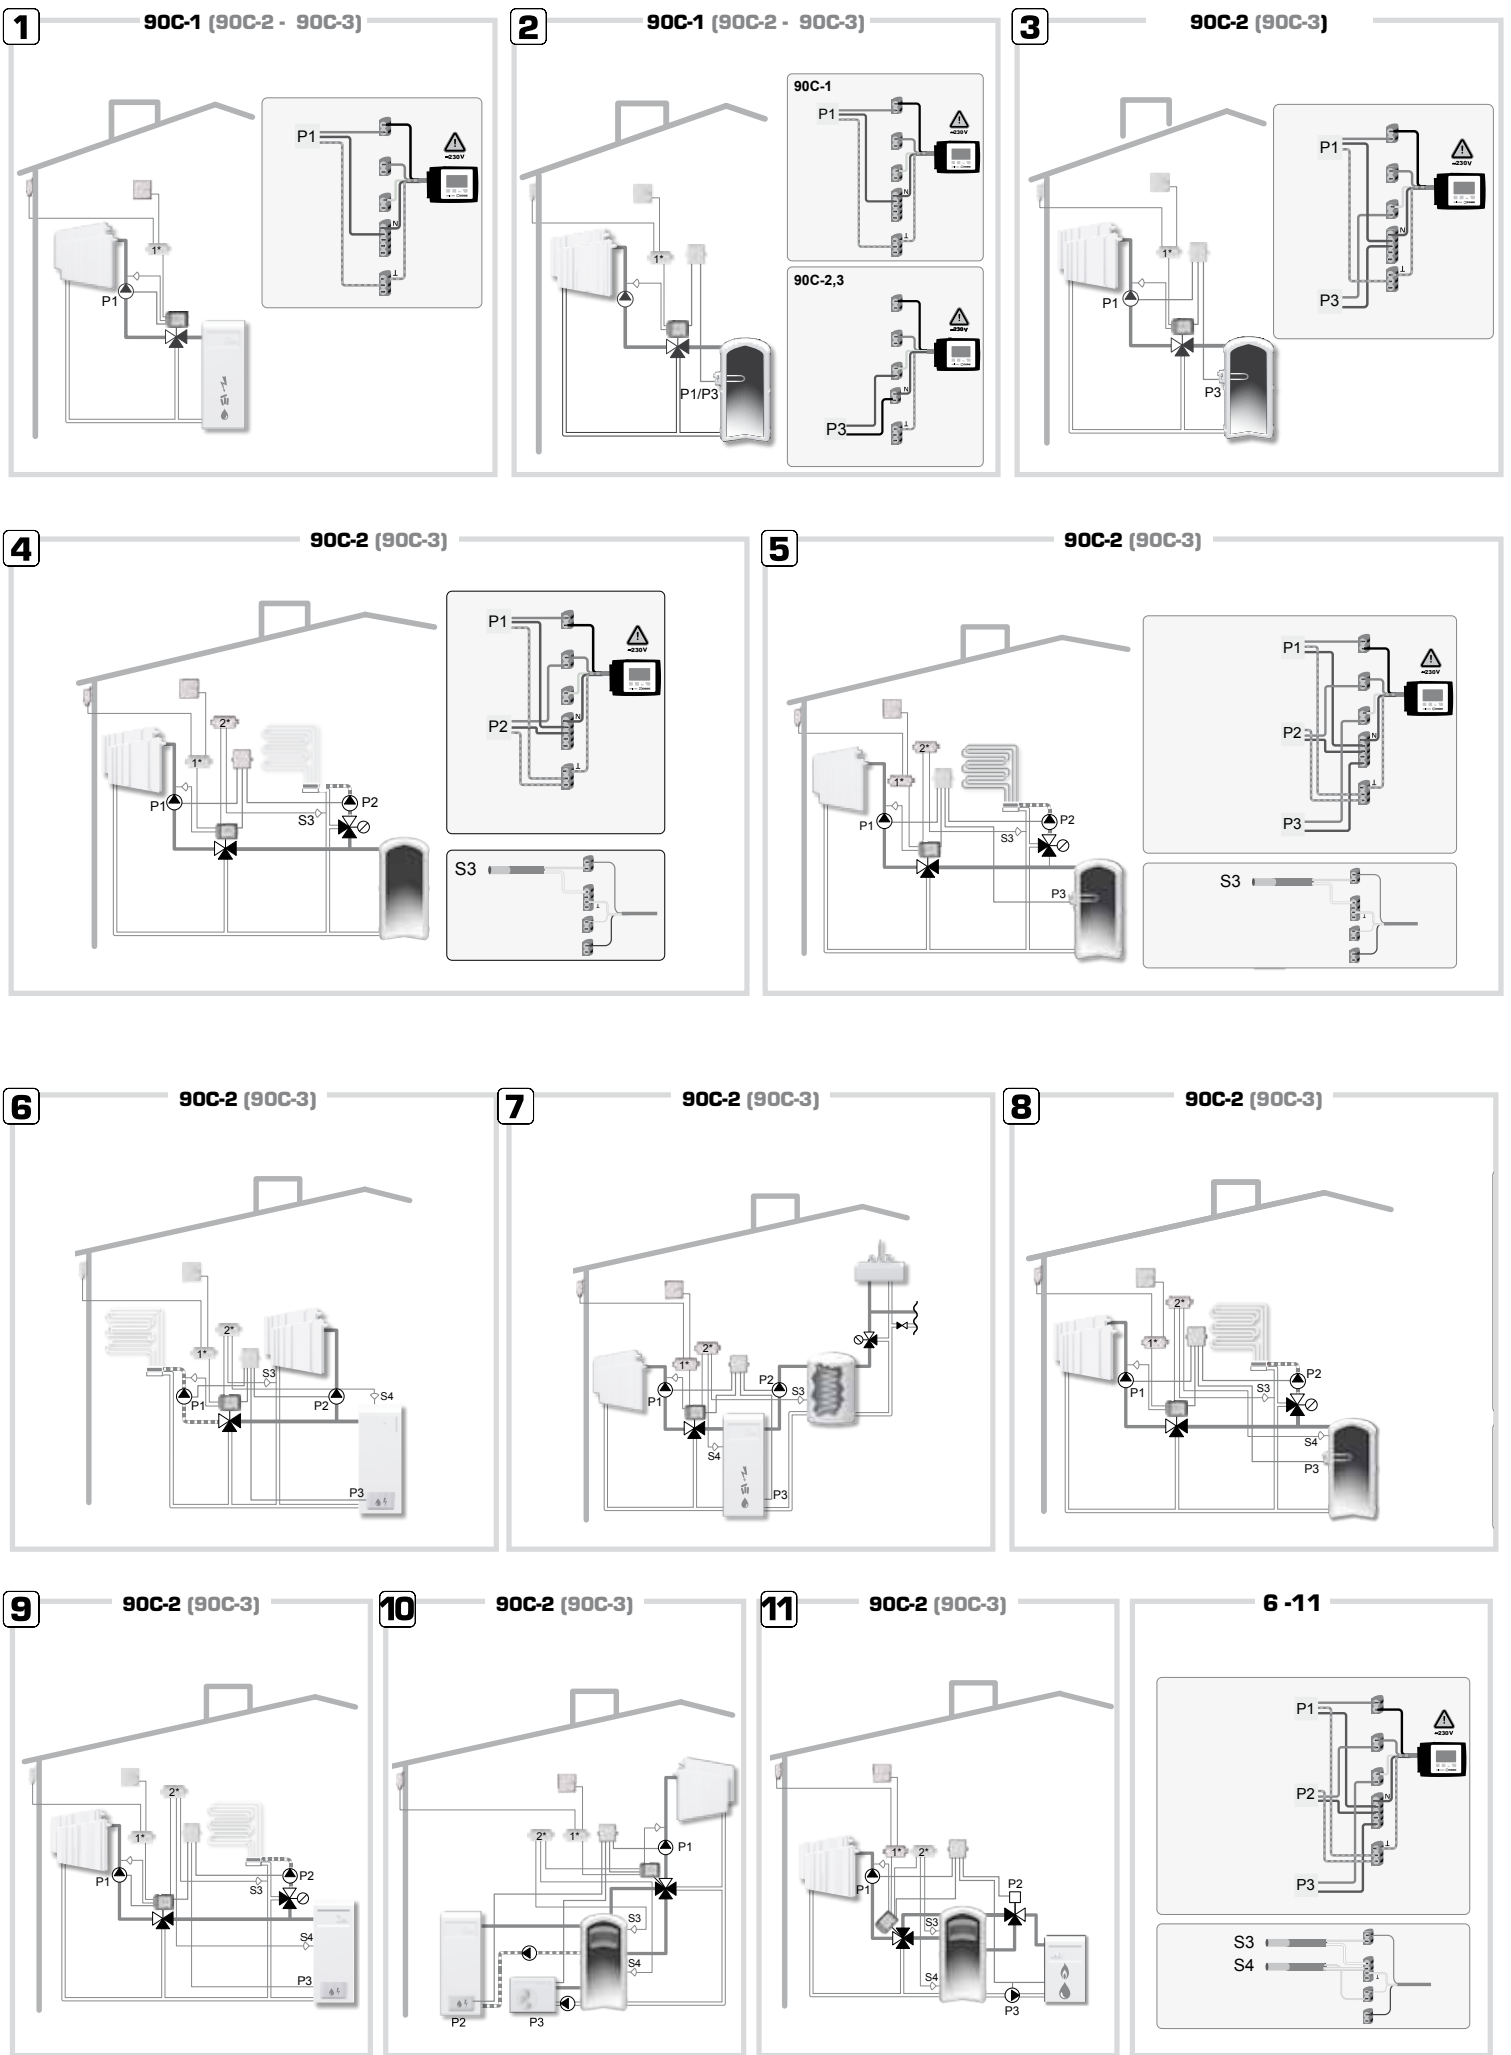 1 90C-1 (90C-2 - 90C-3)
P1
~230V
N
1*
P1
2 90C-1 (90C-2 - 90C-3)
90C-1
P1
~230V
N
1*
P1/P3
90C-2,3
~230V
N
P3
3 90C-2 (90C-3)
P1
~230V
N
P3
1*
P1
P3
4 90C-2 (90C-3)
P1
~230V
N
P2
2*
1*
P1
P2
S3
S3
5 90C-2 (90C-3)
P1
~230V
P2
N
P3
2*
1*
P1
P2
S3
P3
S3
6 90C-2 (90C-3)
2*
1*
S3
S4
P1
P2
P3
7 90C-2 (90C-3)
2*
1*
P2
P1
S3
S4
P3
8 90C-2 (90C-3)
2*
1*
P2
P1
S3
S4
P3
9 90C-2 (90C-3)
2*
1*
P1
P2
S3
S4
P3
10 90C-2 (90C-3)
2* 1*
P1
S3
S4
P2 P3
11 90C-2 (90C-3)
1* 2*
P1
P2
S3
S4
P3
6 -11
P1
~230V
P2
N
P3
S3
S4